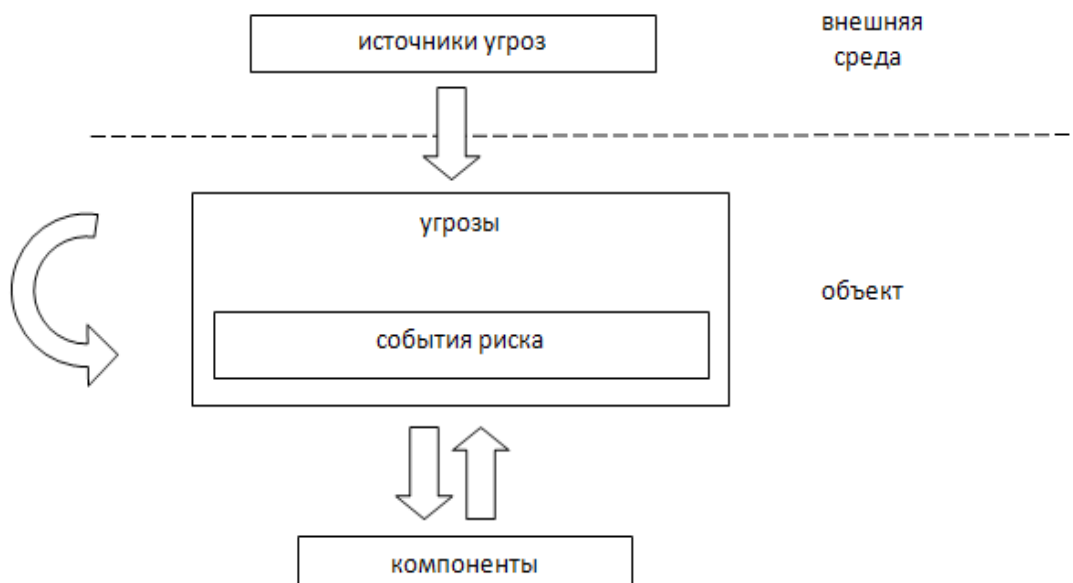 источники угроз
внешняя
среда
угрозы
объект
события риска
компоненты